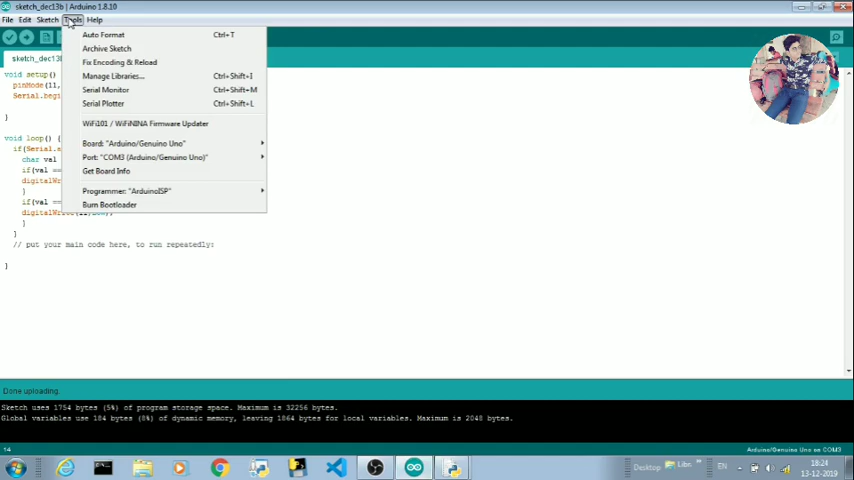 sketch_dec13b | Arduino 1.8.10
File Edit Sketch Tools Help
Auto Format Ctrl+T
Archive Sketch
Fix Encoding & Reload
Manage Libraries... Ctrl+Shift+I
Serial Monitor Ctrl+Shift+M
Serial Plotter Ctrl+Shift+L
WiFi101 / WiFiNINA Firmware Updater
Board: "Arduino/Genuino Uno"
Port: "COM3 (Arduino/Genuino Uno)"
Get Board Info
Programmer: "ArduinoISP"
Burn Bootloader
sketch_dec13
void setup()
pinMode(11,
Serial.begi
}
void loop() {
if(Serial.
char val
if(val ==
digitalWri
}
if(val ==
}
}
// put your main code here, to run repeatedly:
}
Done uploading.
Sketch uses 1754 bytes (5%) of program storage space. Maximum is 32256 bytes.
Global variables use 184 bytes (8%) of dynamic memory, leaving 1864 bytes for local variables. Maximum is 2048 bytes.
14 Arduino/Genuino Uno on COM3
Desktop Libr EN 18:24
13-12-2019